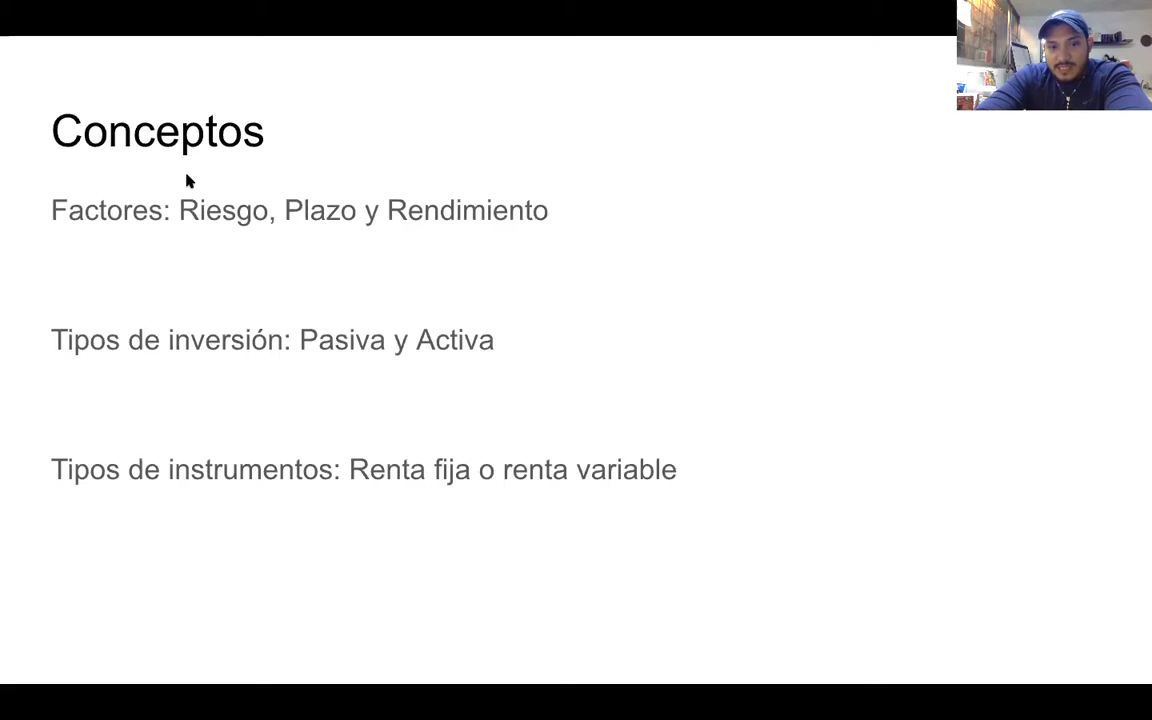 Conceptos
Factores: Riesgo, Plazo y Rendimiento
Tipos de inversión: Pasiva y Activa
Tipos de instrumentos: Renta fija o renta variable